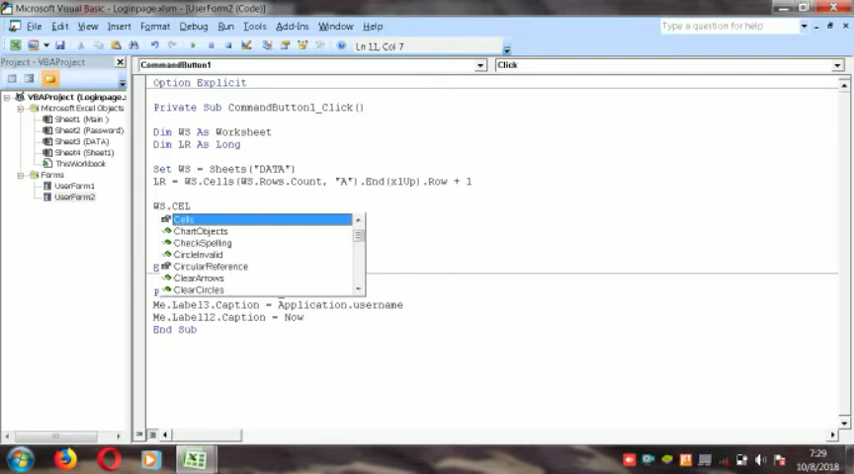 Microsoft Visual Basic - Loginpage.xlsm - [UserForm2 (Code)]
File Edit View Insert Format Debug Run Tools Add-Ins Window Help
Type a question for help
Ln 11, Col 7
Project - VBAProject
CommandButton1
Click
VBAProject (Loginpage.
Microsoft Excel Objects
Sheet1 (Main )
Sheet2 (Password)
Sheet3 (DATA)
Sheet4 (Sheet1)
ThisWorkbook
Forms
UserForm1
UserForm2
Option Explicit
Private Sub CommandButton1_Click()
Dim WS As Worksheet
Dim LR As Long
Set WS = Sheets("DATA")
LR = WS.Cells(WS.Rows.Count, "A").End(xlUp).Row + 1
WS.CEL
Cells
ChartObjects
CheckSpelling
CircleInvalid
CircularReference
ClearArrows
ClearCircles
Me.Label3.Caption = Application.username
Me.Label12.Caption = Now
End Sub
7:29
10/8/2018